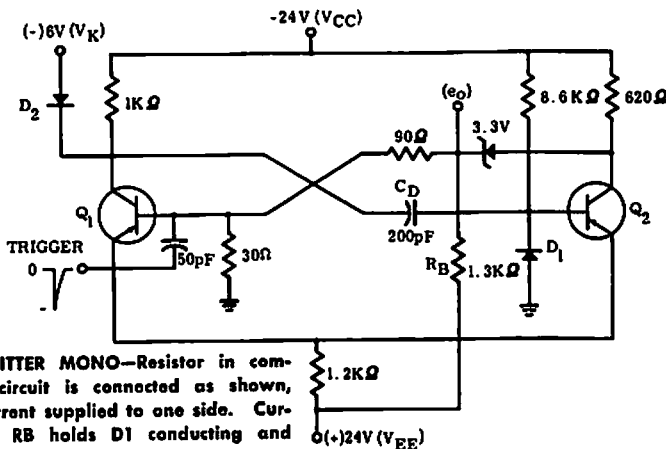 -24V (VCC)
(-)6V (VK)
D2
1KΩ
(eo)
8.6KΩ
620Ω
90Ω
3.3V
Q1
CD
200pF
Q2
TRIGGER
0
-
50pF
30Ω
RB
1.3KΩ
D1
1.2KΩ
(+)24V (VEE)
ITTER MONO—Resistor in com-
circuit is connected as shown,
rrent supplied to one side. Cur-
RB holds D1 conducting and